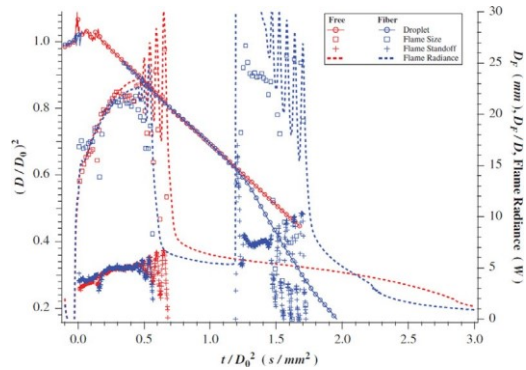 Free Fiber
Droplet
Flame Size
Flame Standoff
Flame Radiance
1.0
0.8
0.6
0.4
0.2
(D/D0)²
30
25
20
15
10
5
0
DF (mm), DF/D, Flame Radiance (W)
0.0 0.5 1.0 1.5 2.0 2.5 3.0
t/D0² (s/mm²)